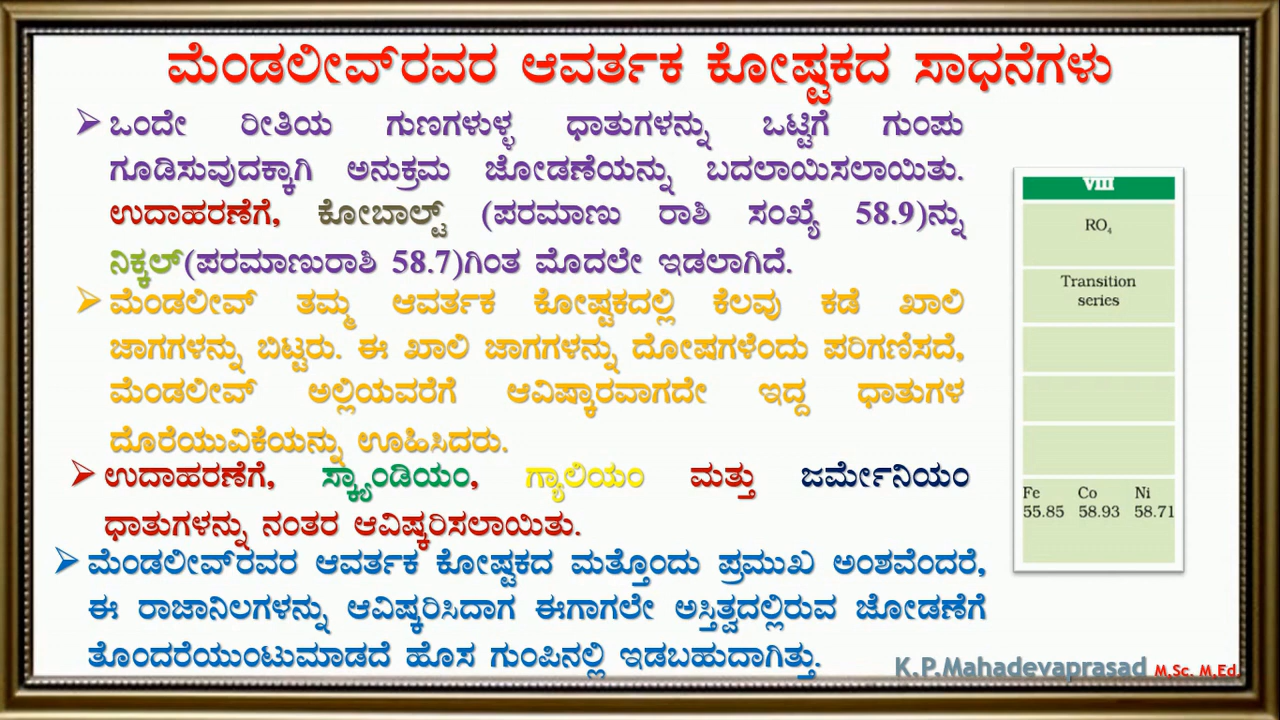 ಮೆಂಡಲೀವ್‌ರವರ ಆವರ್ತಕ ಕೋಷ್ಟಕದ ಸಾಧನೆಗಳು
➢ ಒಂದೇ ರೀತಿಯ ಗುಣಗಳುಳ್ಳ ಧಾತುಗಳನ್ನು ಒಟ್ಟಿಗೆ ಗುಂಪು
ಗೂಡಿಸುವುದಕ್ಕಾಗಿ ಅನುಕ್ರಮ ಜೋಡಣೆಯನ್ನು ಬದಲಾಯಿಸಲಾಯಿತು.
ಉದಾಹರಣೆಗೆ, ಕೋಬಾಲ್ಟ್ (ಪರಮಾಣು ರಾಶಿ ಸಂಖ್ಯೆ 58.9)ನ್ನು
ನಿಕ್ಕಲ್(ಪರಮಾಣುರಾಶಿ 58.7)ಗಿಂತ ಮೊದಲೇ ಇಡಲಾಗಿದೆ.
➢ ಮೆಂಡಲೀವ್ ತಮ್ಮ ಆವರ್ತಕ ಕೋಷ್ಟಕದಲ್ಲಿ ಕೆಲವು ಕಡೆ ಖಾಲಿ
ಜಾಗಗಳನ್ನು ಬಿಟ್ಟರು. ಈ ಖಾಲಿ ಜಾಗಗಳನ್ನು ದೋಷಗಳೆಂದು ಪರಿಗಣಿಸದೆ,
ಮೆಂಡಲೀವ್ ಅಲ್ಲಿಯವರೆಗೆ ಆವಿಷ್ಕಾರವಾಗದೇ ಇದ್ದ ಧಾತುಗಳ
ದೊರೆಯುವಿಕೆಯನ್ನು ಊಹಿಸಿದರು.
➢ ಉದಾಹರಣೆಗೆ, ಸ್ಕ್ಯಾಂಡಿಯಂ, ಗ್ಯಾಲಿಯಂ ಮತ್ತು ಜರ್ಮೇನಿಯಂ
ಧಾತುಗಳನ್ನು ನಂತರ ಆವಿಷ್ಕರಿಸಲಾಯಿತು.
➢ ಮೆಂಡಲೀವ್‌ರವರ ಆವರ್ತಕ ಕೋಷ್ಟಕದ ಮತ್ತೊಂದು ಪ್ರಮುಖ ಅಂಶವೆಂದರೆ,
ಈ ರಾಜಾನಿಲಗಳನ್ನು ಆವಿಷ್ಕರಿಸಿದಾಗ ಈಗಾಗಲೇ ಅಸ್ತಿತ್ವದಲ್ಲಿರುವ ಜೋಡಣೆಗೆ
ತೊಂದರೆಯುಂಟುಮಾಡದೆ ಹೊಸ ಗುಂಪಿನಲ್ಲಿ ಇಡಬಹುದಾಗಿತ್ತು.
VIII
RO4
Transition
series
Fe Co Ni
55.85 58.93 58.71
K.P.Mahadevaprasad M.Sc. M.Ed.